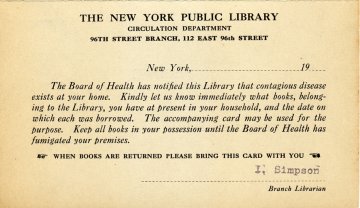 THE NEW YORK PUBLIC LIBRARY
CIRCULATION DEPARTMENT
96TH STREET BRANCH, 112 EAST 96th STREET
New York, 19
The Board of Health has notified this Library that contagious disease
exists at your home. Kindly let us know immediately what books, belong-
ing to the Library, you have at present in your household, and the date on
which each was borrowed. The accompanying card may be used for the
purpose. Keep all books in your possession until the Board of Health has
fumigated your premises.
WHEN BOOKS ARE RETURNED PLEASE BRING THIS CARD WITH YOU
I. Simpson
Branch Librarian